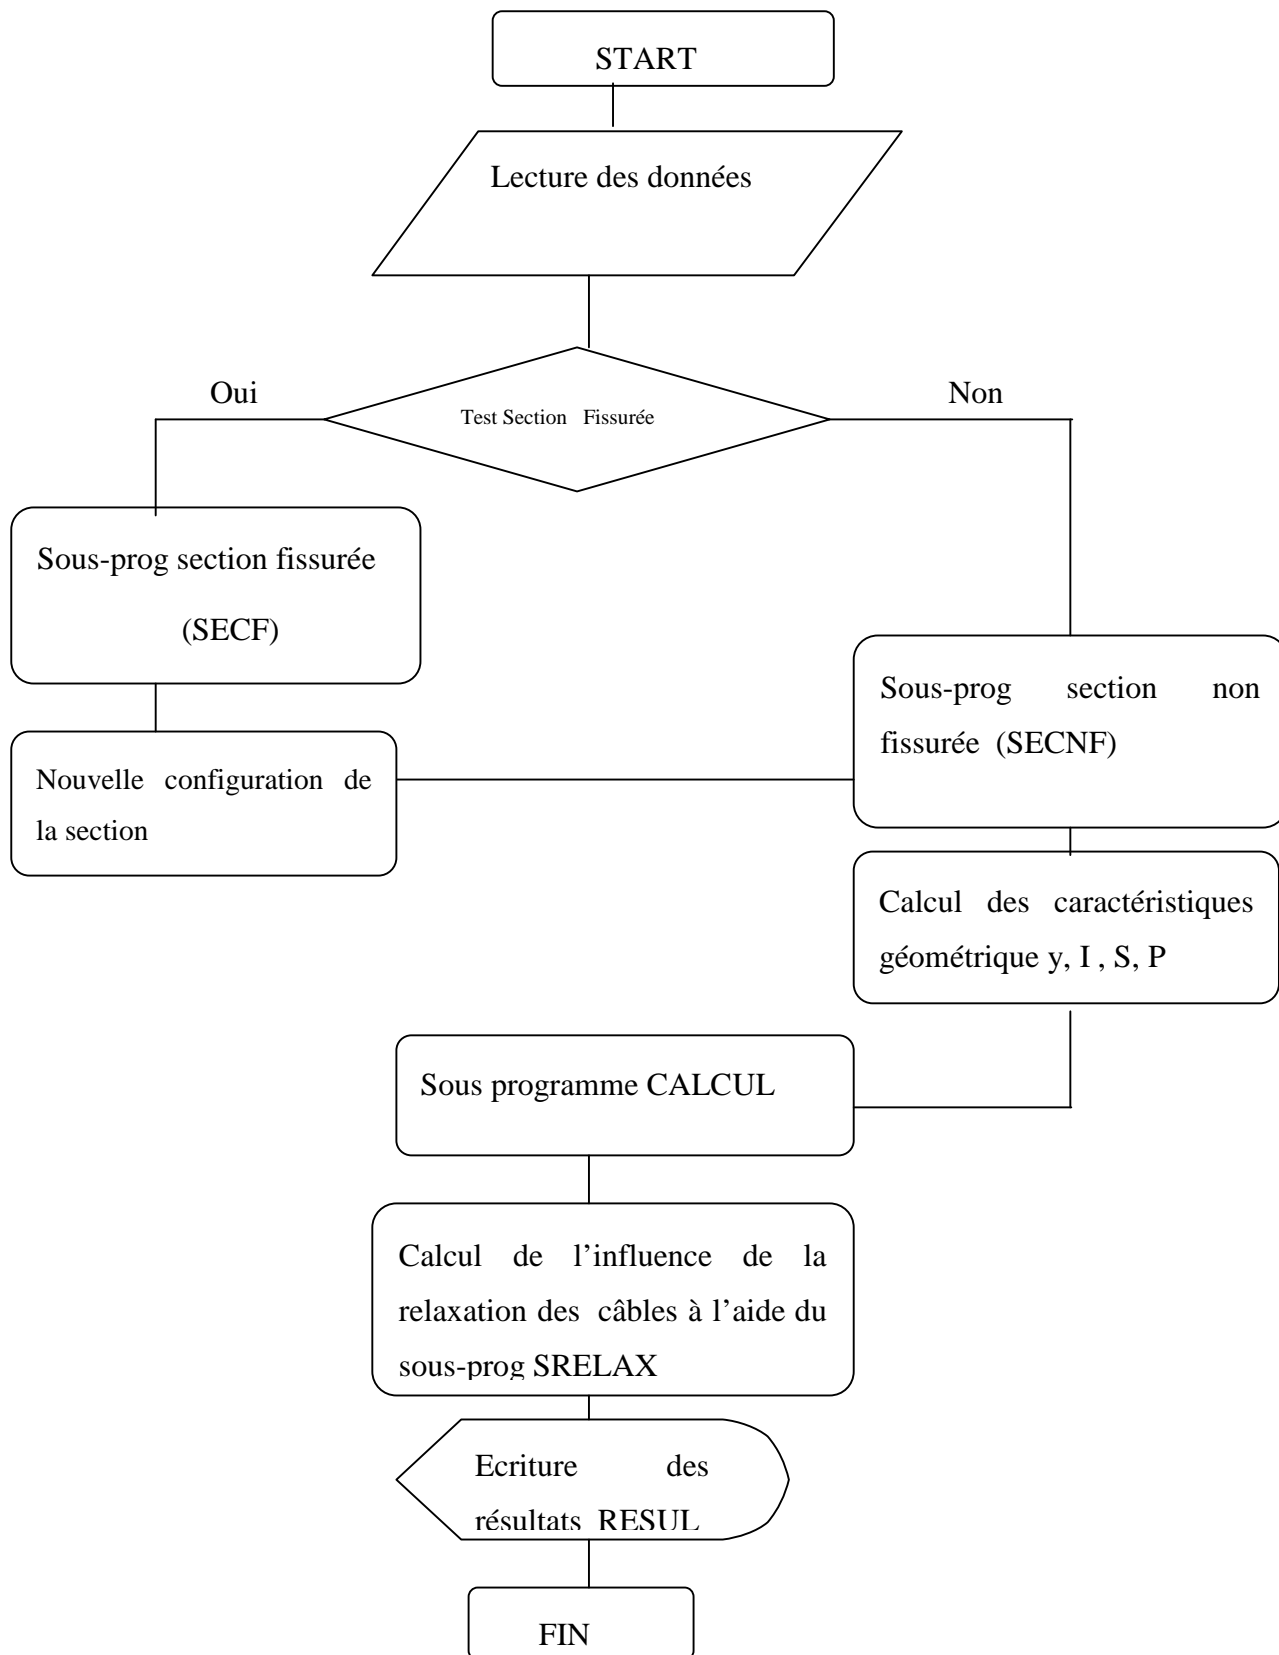 START
Lecture des données
Oui
Non
Test Section Fissurée
Sous-prog section fissurée
(SECF)
Sous-prog section non
fissurée (SECNF)
Nouvelle configuration de
la section
Calcul des caractéristiques
géométrique y, I , S, P
Sous programme CALCUL
Calcul de l’influence de la
relaxation des câbles à l’aide du
sous-prog SRELAX
Ecriture des
résultats RESUL
FIN